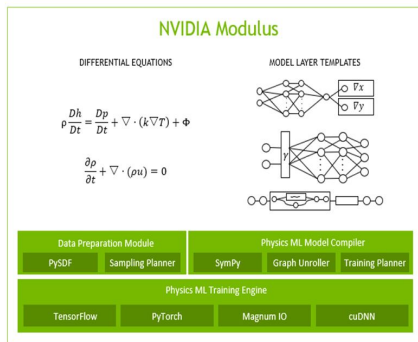 NVIDIA Modulus
DIFFERENTIAL EQUATIONS
ρ Dh/Dt = Dp/Dt + ▽ · (k▽T) + Φ
∂ρ/∂t + ▽ · (ρu) = 0
MODEL LAYER TEMPLATES
∇x
∇y
γ
Data Preparation Module
PySDF Sampling Planner
Physics ML Model Compiler
SymPy Graph Unroller Training Planner
Physics ML Training Engine
TensorFlow PyTorch Magnum IO cuDNN